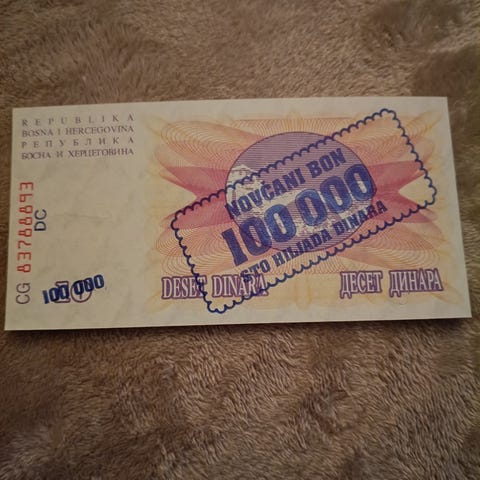 REPUBLIKA
BOSNA I HERCEGOVINA
РЕПУБЛИКА
БОСНА И ХЕРЦЕГОВИНА
NOVČANI BON
100 000
STO HILJADA DINARA
CG 83788893
DC
100 000
DESET DINARA
ДЕСЕТ ДИНАРА